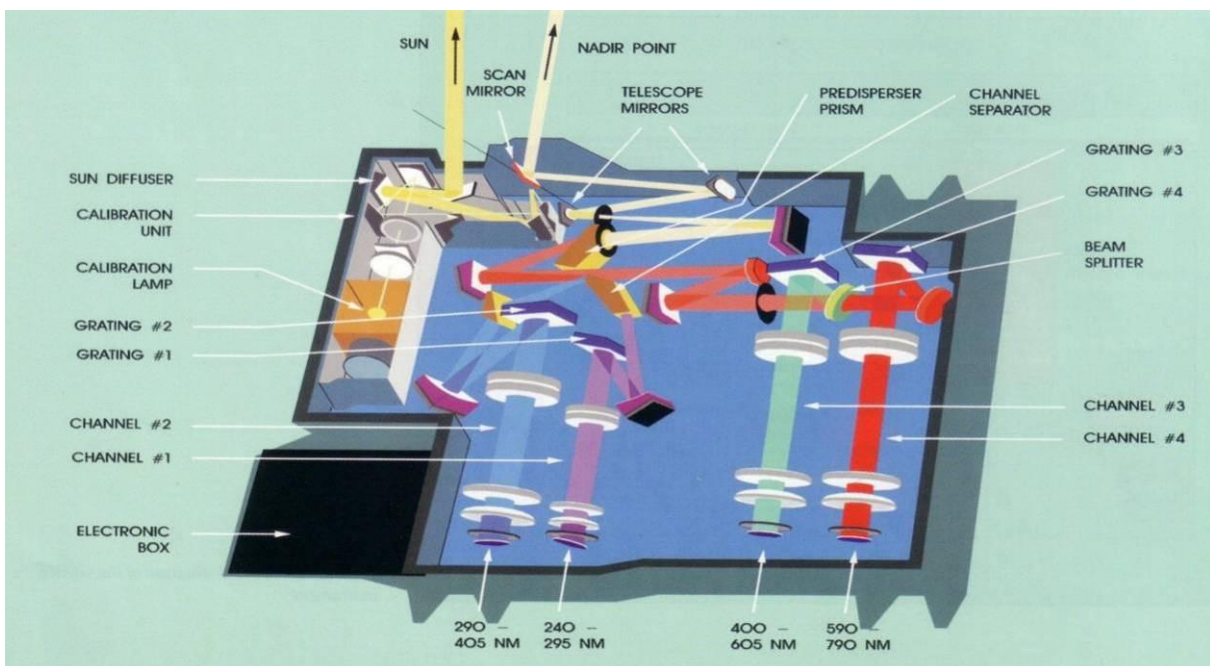 SUN
NADIR POINT
SCAN
MIRROR
TELESCOPE
MIRRORS
PREDISPERSER
PRISM
CHANNEL
SEPARATOR
GRATING #3
GRATING #4
BEAM
SPLITTER
SUN DIFFUSER
CALIBRATION
UNIT
CALIBRATION
LAMP
GRATING #2
GRATING #1
CHANNEL #2
CHANNEL #1
CHANNEL #3
CHANNEL #4
ELECTRONIC
BOX
290 –
405 NM
240 –
295 NM
400 –
605 NM
590 –
790 NM